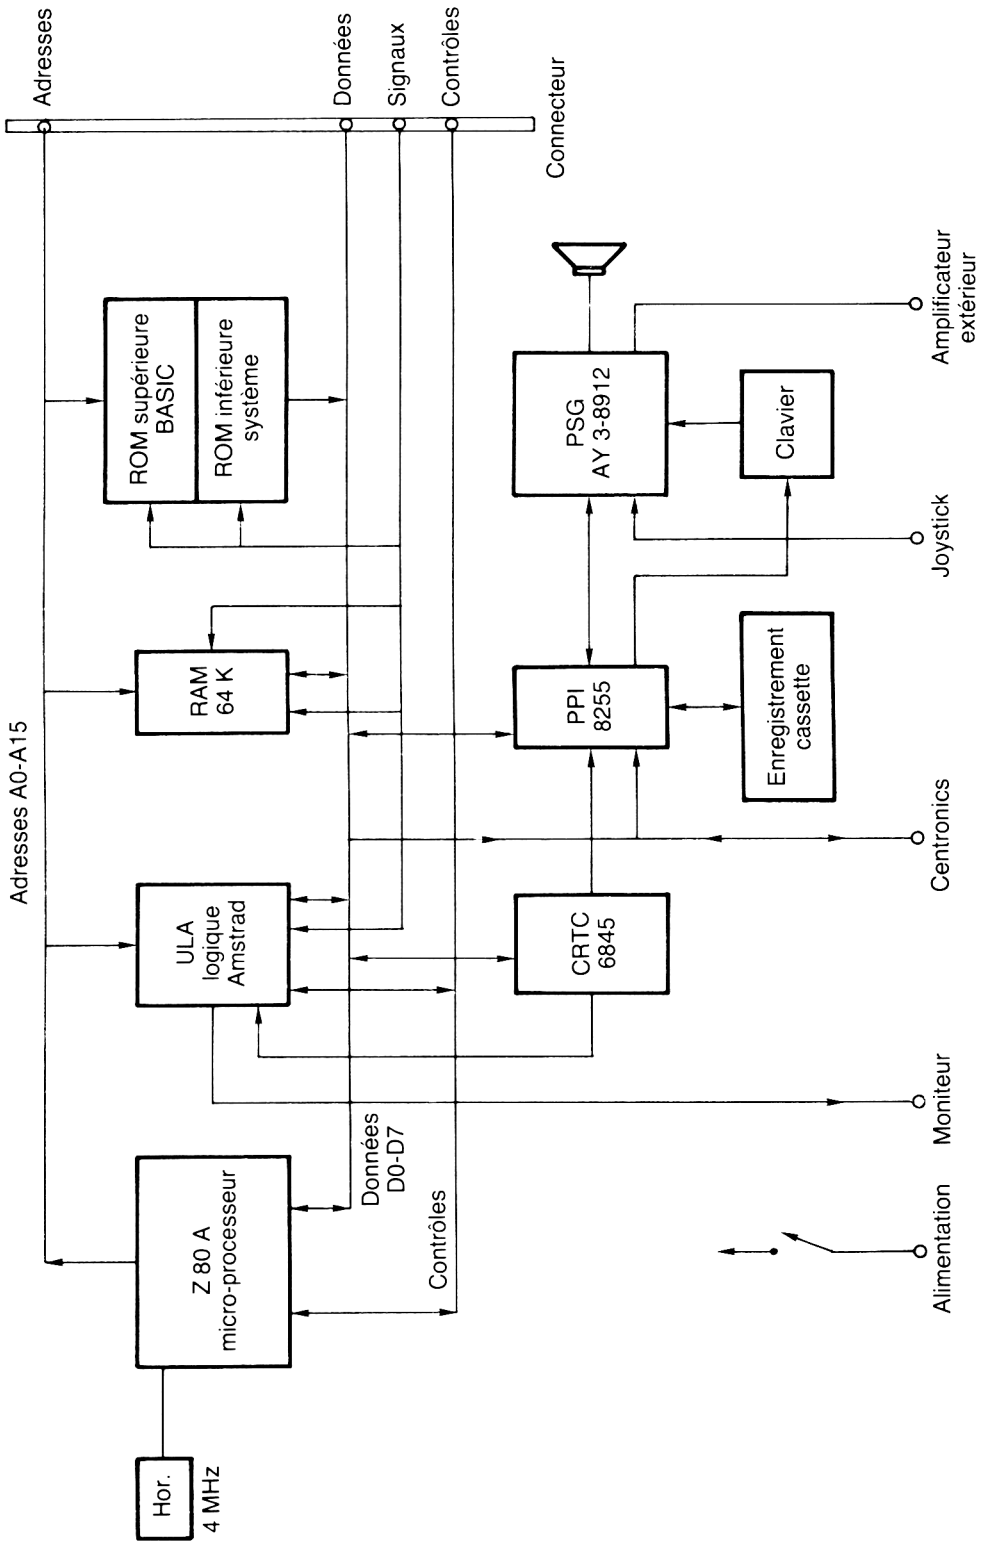 Adresses
Données
Signaux
Contrôles
Connecteur
Adresses A0-A15
Hor.
4 MHz
Z 80 A
micro-processeur
ULA
logique
Amstrad
RAM
64 K
ROM supérieure
BASIC
ROM inférieure
système
Données
D0-D7
Contrôles
CRTC
6845
PPI
8255
PSG
AY 3-8912
Enregistrement
cassette
Clavier
Alimentation
Moniteur
Centronics
Joystick
Amplificateur
extérieur